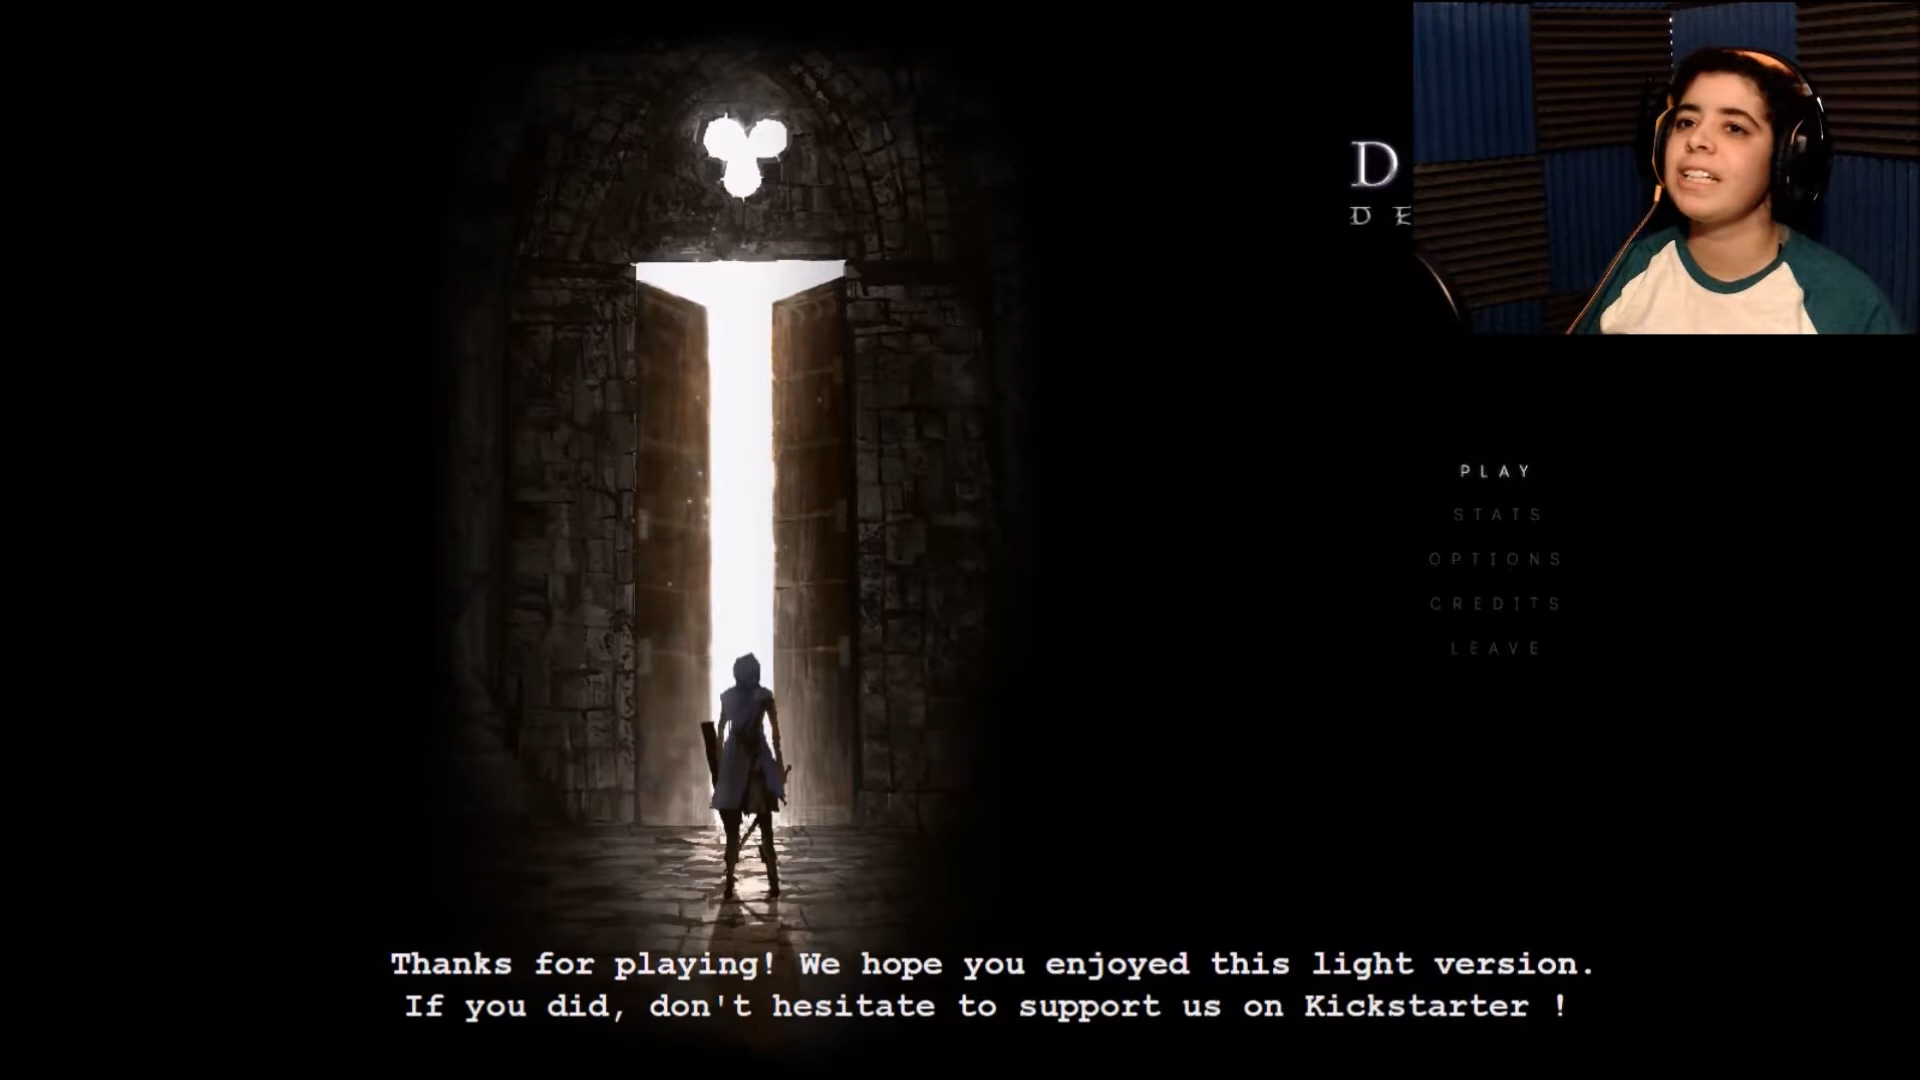 D
DE
PLAY
STATS
OPTIONS
CREDITS
LEAVE
Thanks for playing! We hope you enjoyed this light version.
If you did, don't hesitate to support us on Kickstarter !